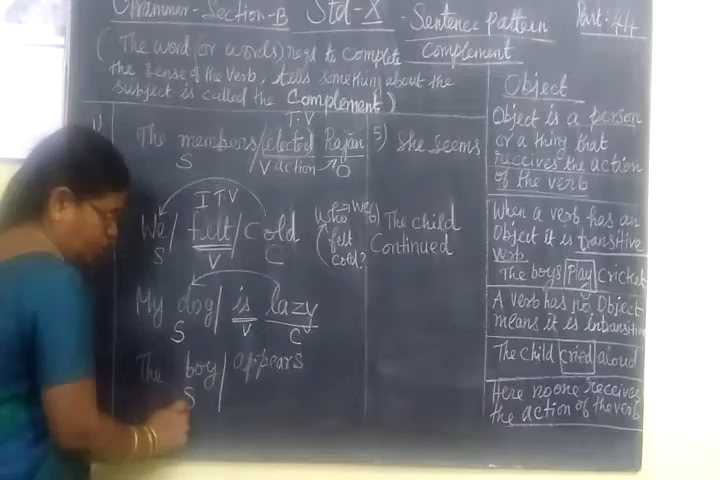 Grammar - Section - B Std - X - Sentence Pattern Part: 4/4
(The word (or words) reqd to complete Complement
the sense of the verb, tells something about the
subject is called the Complement)
1) T.V
The members/elected Rajan
S V action → O
I T V
We/ felt/ Cold
S V C
Who → We
felt
cold?
My dog/ is lazy
S V C
The boy/ appears
S
5) She seems
6) The child
Continued
Object
Object is a person
or a thing that
receives the action
of the verb
When a verb has an
Object it is transitive
verb
The boys Play Cricket
A verb has no Object
means it is intransitive
The child cried aloud
Here no one receives
the action of the verb